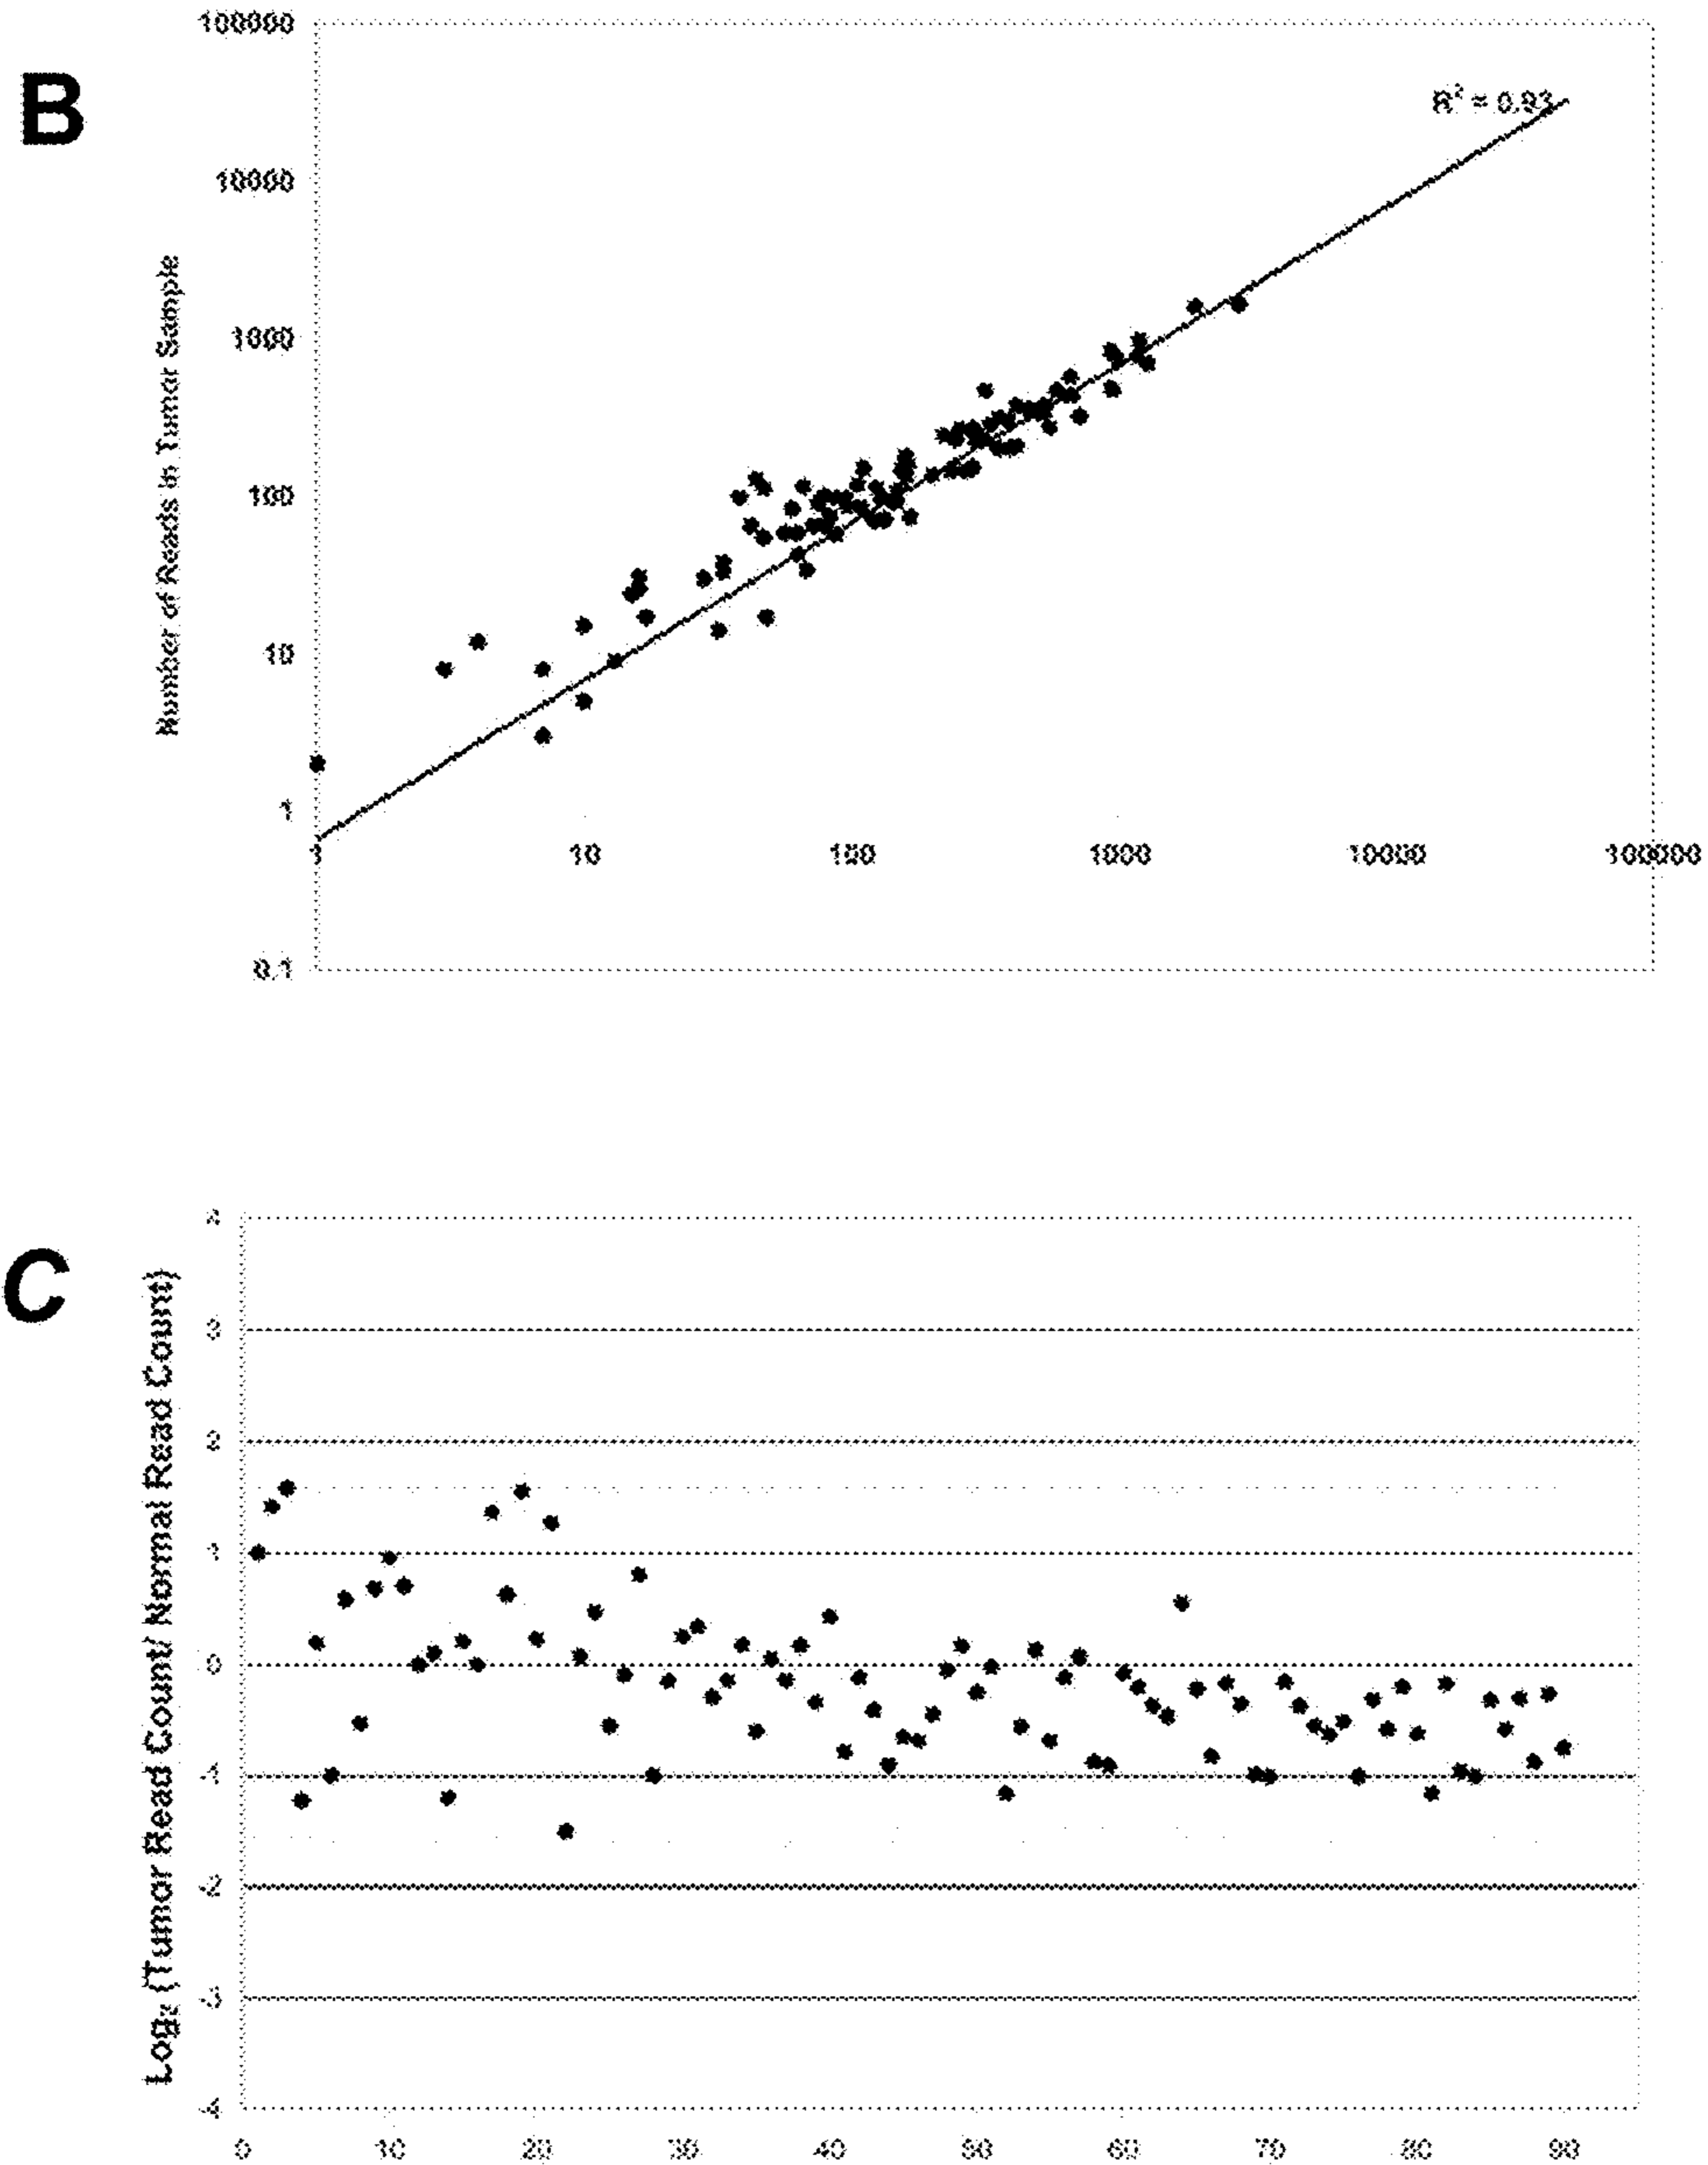 B
100000
R² = 0.93
10000
Number of Reads in Tumor Sample
1000
100
10
1
1 10 100 1000 10000 100000
0.1
C
4
Log₂ (Tumor Read Count/ Normal Read Count)
3
2
1
0
-1
-2
-3
-4
0 10 20 30 40 50 60 70 80 90